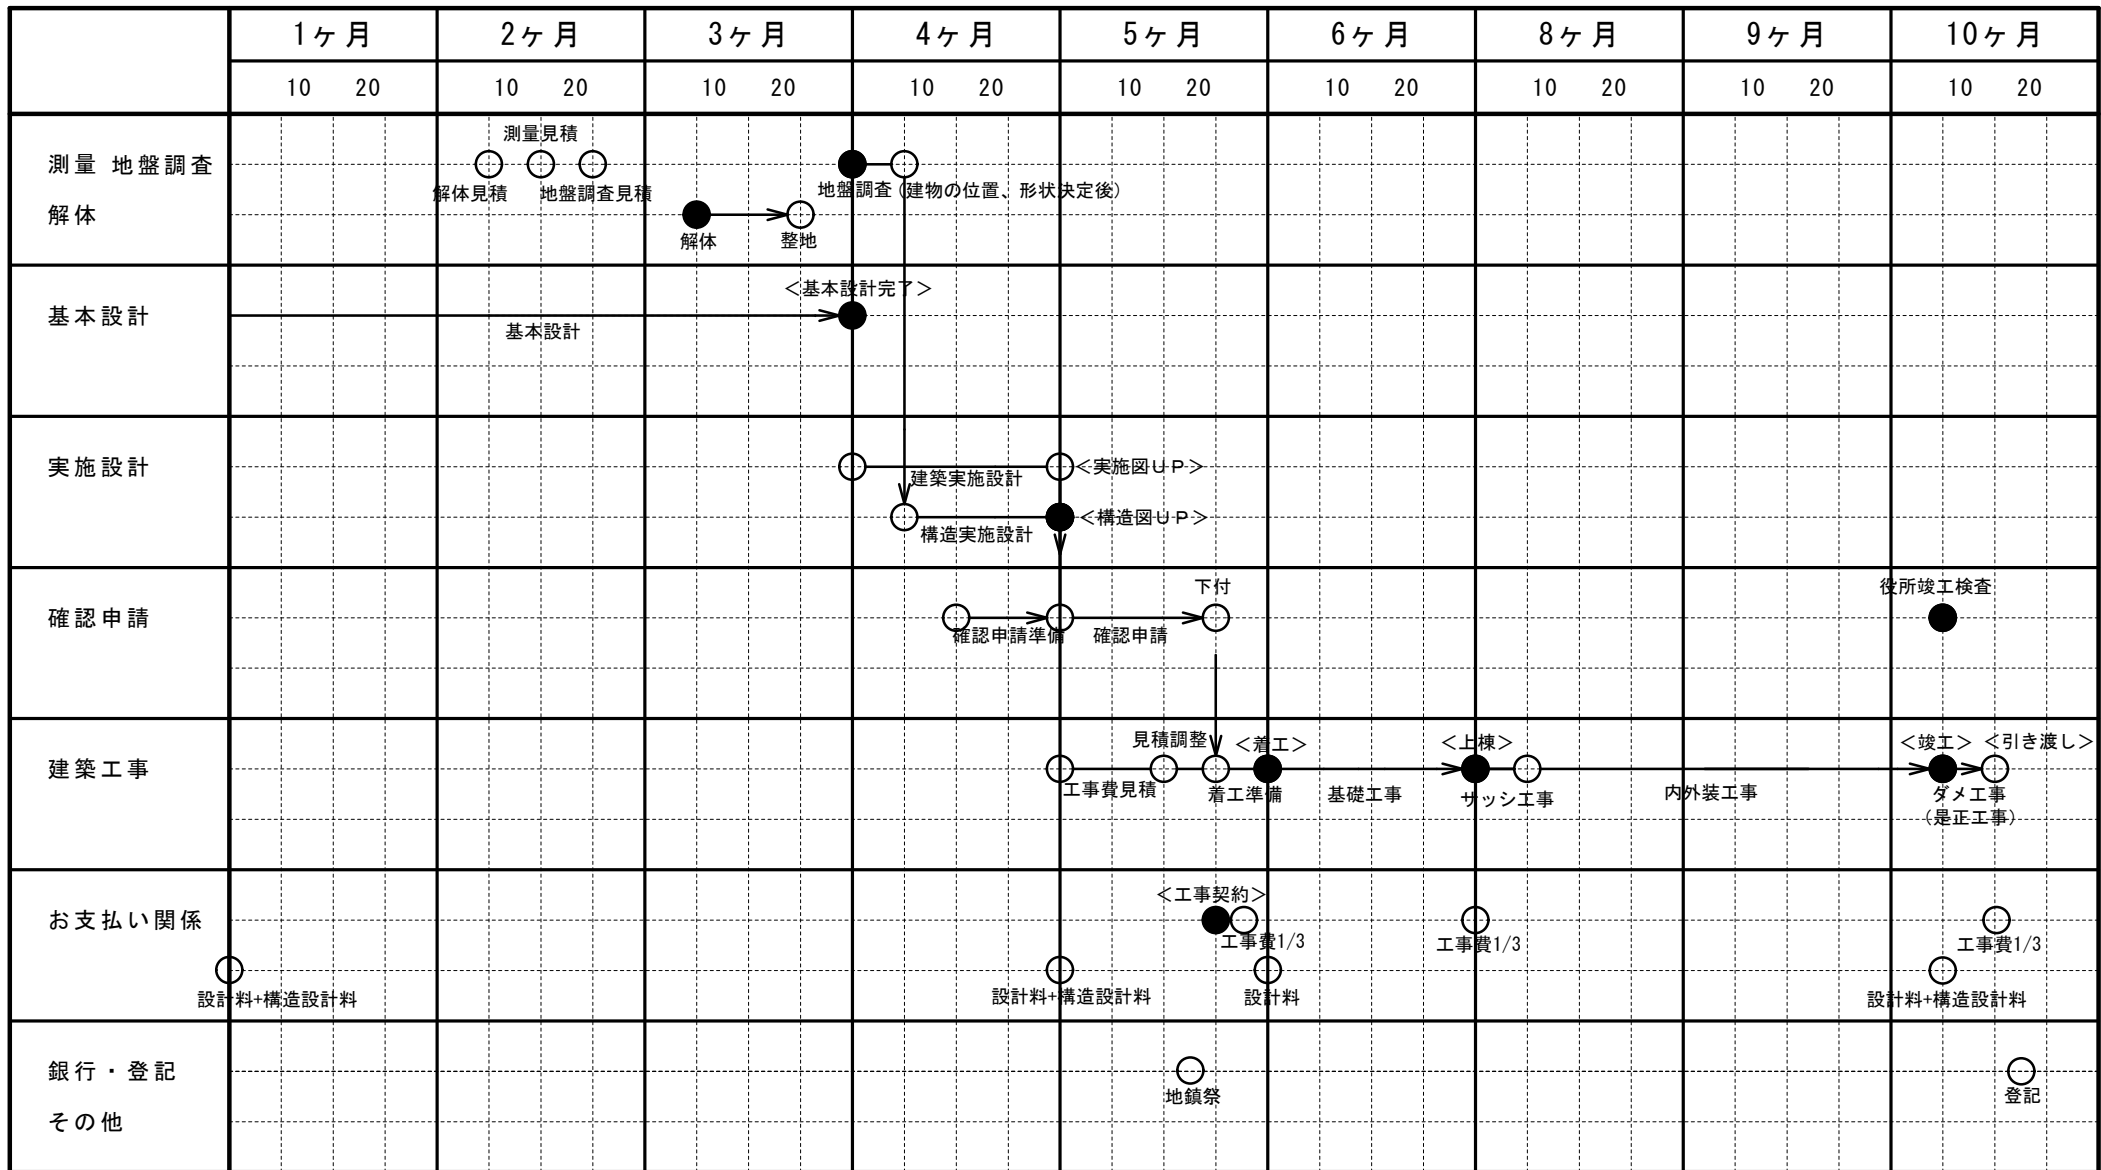 1ヶ月 2ヶ月 3ヶ月 4ヶ月 5ヶ月 6ヶ月 8ヶ月 9ヶ月 10ヶ月
10 20 10 20 10 20 10 20 10 20 10 20 10 20 10 20 10 20
測量見積
測量 地盤調査
解体見積 地盤調査見積 地盤調査(建物の位置、形状決定後)
解体
解体 整地
<基本設計完了>
基本設計
基本設計
実施設計 <実施図UP>
建築実施設計
<構造図UP>
構造実施設計
下付 役所竣工検査
確認申請
確認申請準備 確認申請
見積調整 <着工> <上棟> <竣工> <引き渡し>
建築工事
工事費見積 着工準備 基礎工事 サッシ工事 内外装工事 ダメ工事
(是正工事)
<工事契約>
お支払い関係
工事費1/3 工事費1/3 工事費1/3
設計料+構造設計料 設計料+構造設計料 設計料 設計料+構造設計料
銀行・登記
地鎮祭 登記
その他